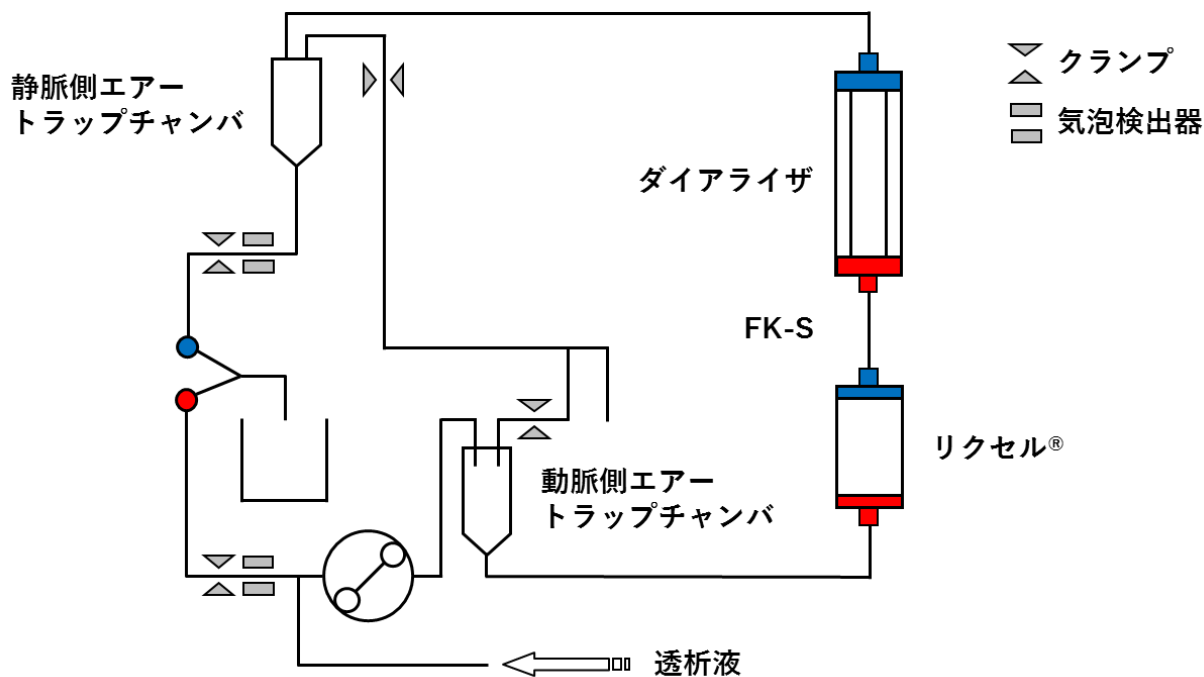 静脈側エアー
トラップチャンバ
クランプ
気泡検出器
ダイアライザ
FK-S
リクセル®
動脈側エアー
トラップチャンバ
透析液